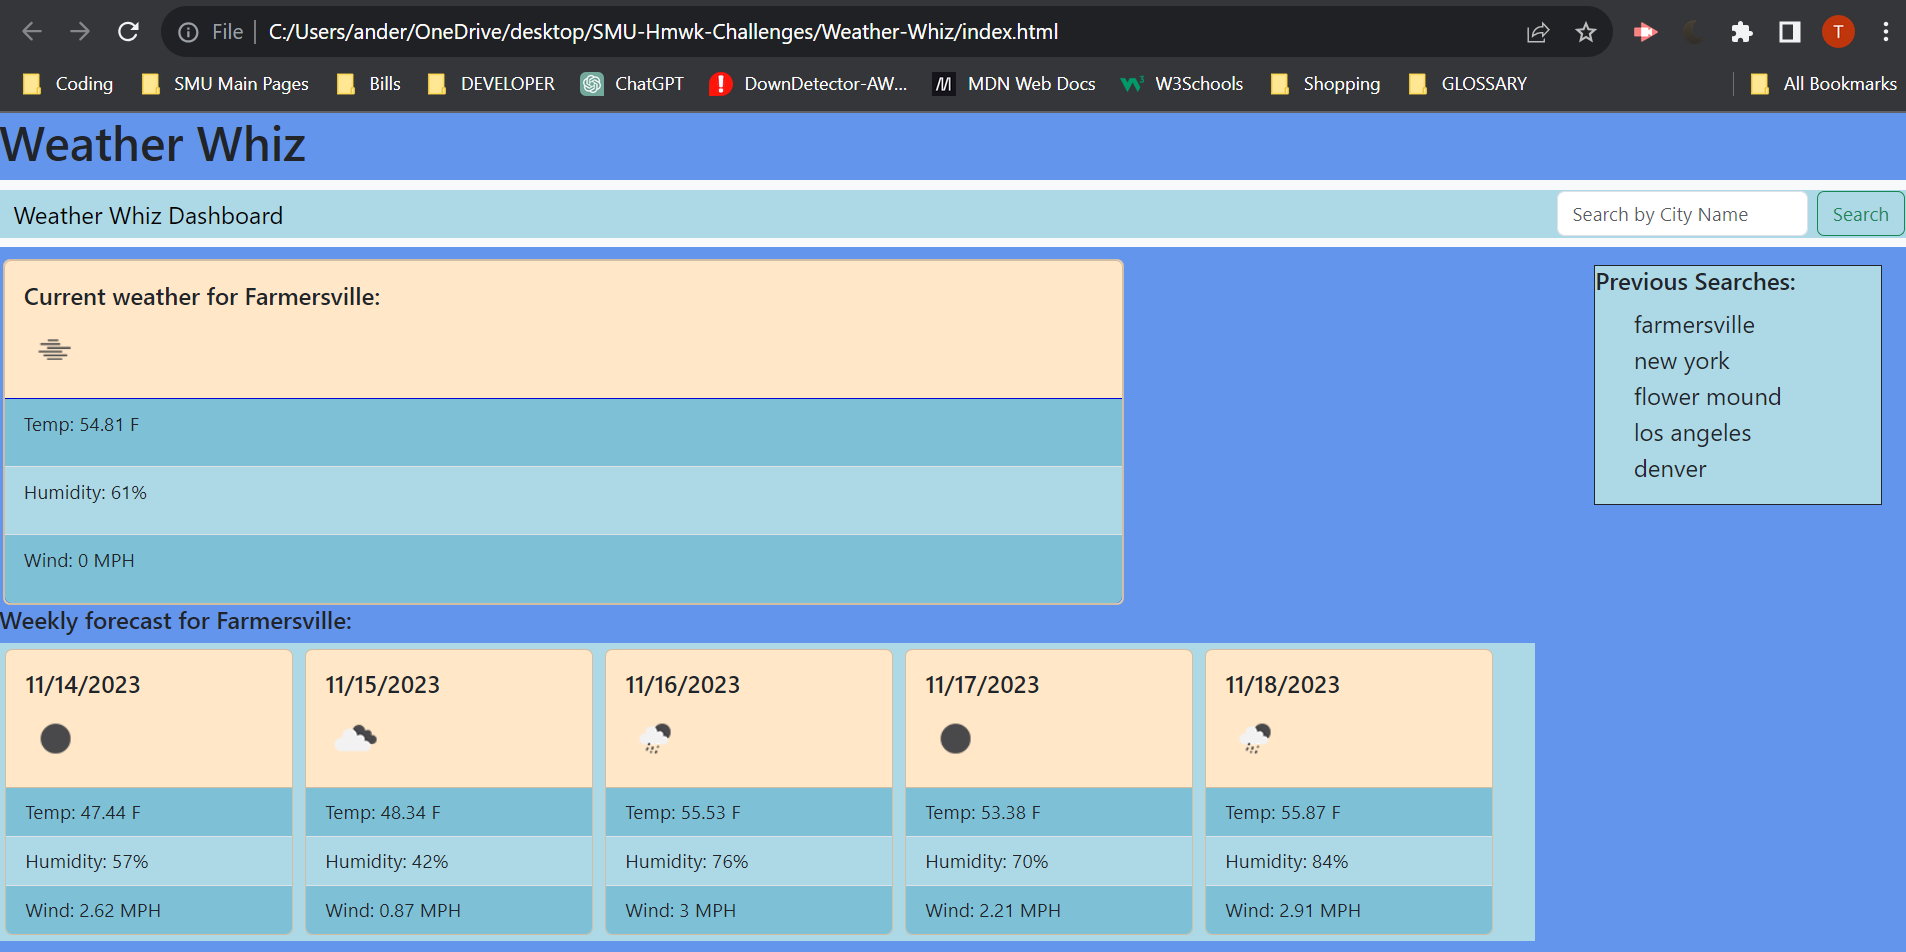 File C:/Users/ander/OneDrive/desktop/SMU-Hmwk-Challenges/Weather-Whiz/index.html T
Coding SMU Main Pages Bills DEVELOPER ChatGPT DownDetector-AW... MDN Web Docs W3Schools Shopping GLOSSARY All Bookmarks
Weather Whiz
Weather Whiz Dashboard Search by City Name Search
Current weather for Farmersville:
Temp: 54.81 F
Humidity: 61%
Wind: 0 MPH
Previous Searches:
farmersville
new york
flower mound
los angeles
denver
Weekly forecast for Farmersville:
11/14/2023
Temp: 47.44 F
Humidity: 57%
Wind: 2.62 MPH
11/15/2023
Temp: 48.34 F
Humidity: 42%
Wind: 0.87 MPH
11/16/2023
Temp: 55.53 F
Humidity: 76%
Wind: 3 MPH
11/17/2023
Temp: 53.38 F
Humidity: 70%
Wind: 2.21 MPH
11/18/2023
Temp: 55.87 F
Humidity: 84%
Wind: 2.91 MPH